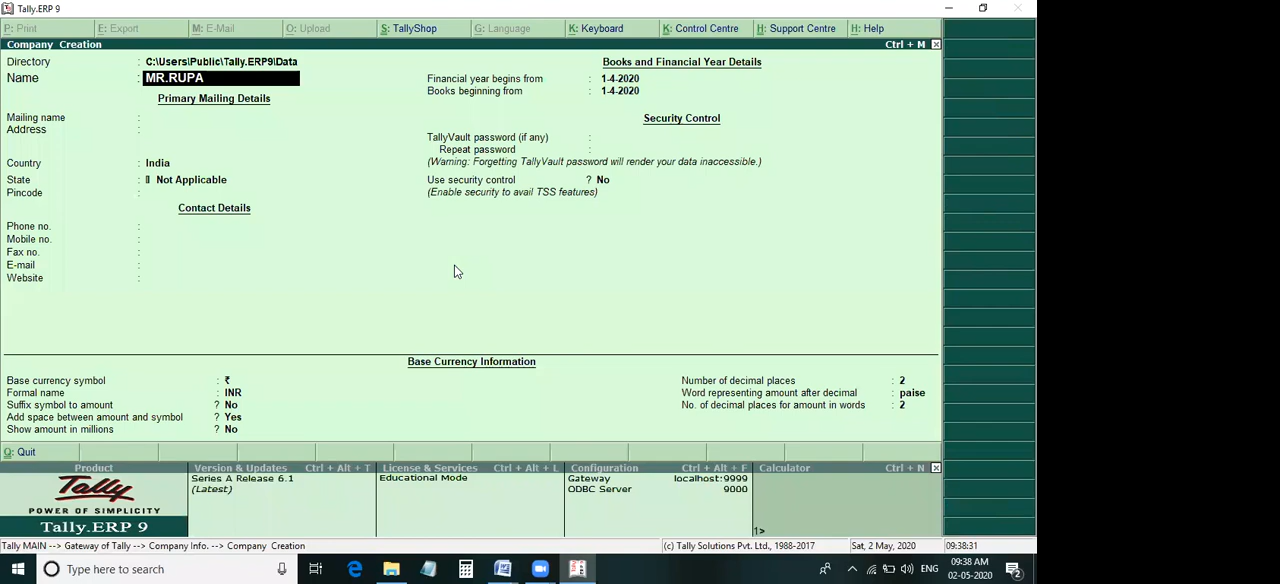 Tally.ERP 9
P: Print E: Export M: E-Mail O: Upload S: TallyShop G: Language K: Keyboard K: Control Centre H: Support Centre H: Help
Company Creation Ctrl + M
Directory : C:\Users\Public\Tally.ERP9\Data
Name : MR.RUPA
Primary Mailing Details
Mailing name :
Address :
Country : India
State : Not Applicable
Pincode :
Contact Details
Phone no. :
Mobile no. :
Fax no. :
E-mail :
Website :
Books and Financial Year Details
Financial year begins from : 1-4-2020
Books beginning from : 1-4-2020
Security Control
TallyVault password (if any) :
Repeat password :
(Warning: Forgetting TallyVault password will render your data inaccessible.)
Use security control ? No
(Enable security to avail TSS features)
Base Currency Information
Base currency symbol : ₹
Formal name : INR
Suffix symbol to amount ? No
Add space between amount and symbol ? Yes
Show amount in millions ? No
Number of decimal places : 2
Word representing amount after decimal : paise
No. of decimal places for amount in words : 2
Q: Quit
Product
Tally
POWER OF SIMPLICITY
Tally.ERP 9
Version & Updates Ctrl + Alt + T
Series A Release 6.1
(Latest)
License & Services Ctrl + Alt + L
Educational Mode
Configuration Ctrl + Alt + F
Gateway localhost:9999
ODBC Server 9000
Calculator Ctrl + N
1>
Tally MAIN --> Gateway of Tally --> Company Info. --> Company Creation (c) Tally Solutions Pvt. Ltd., 1988-2017 Sat, 2 May, 2020 09:38:31
Type here to search
ENG
09:38 AM
02-05-2020
2